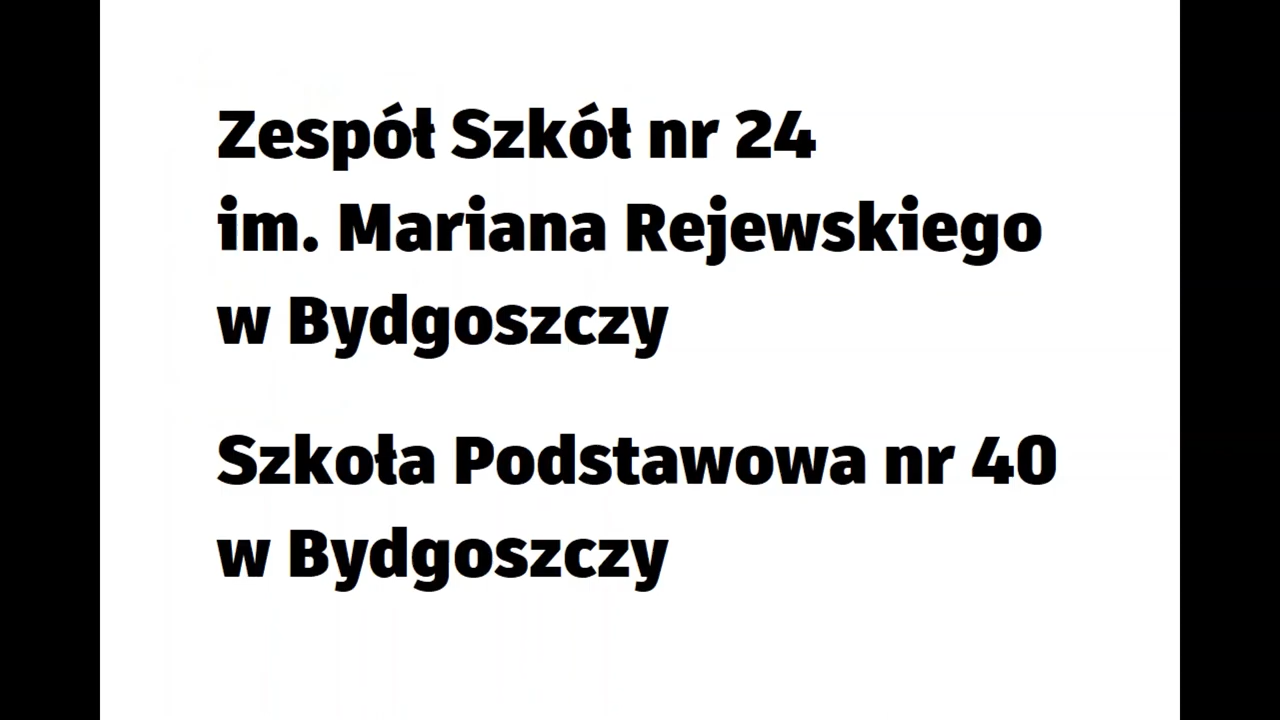 Zespół Szkół nr 24
im. Mariana Rejewskiego
w Bydgoszczy
Szkoła Podstawowa nr 40
w Bydgoszczy